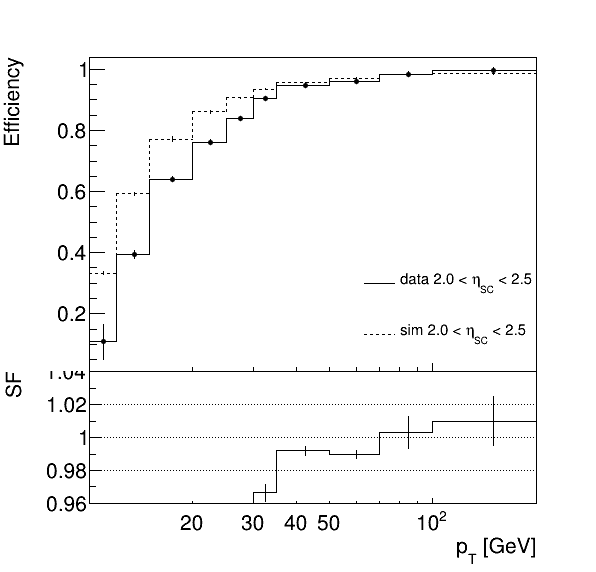 Efficiency
1
0.8
0.6
0.4
0.2
data 2.0 < η_SC < 2.5
sim 2.0 < η_SC < 2.5
SF
1.04
1.02
1
0.98
0.96
20 30 40 50 10²
p_T [GeV]